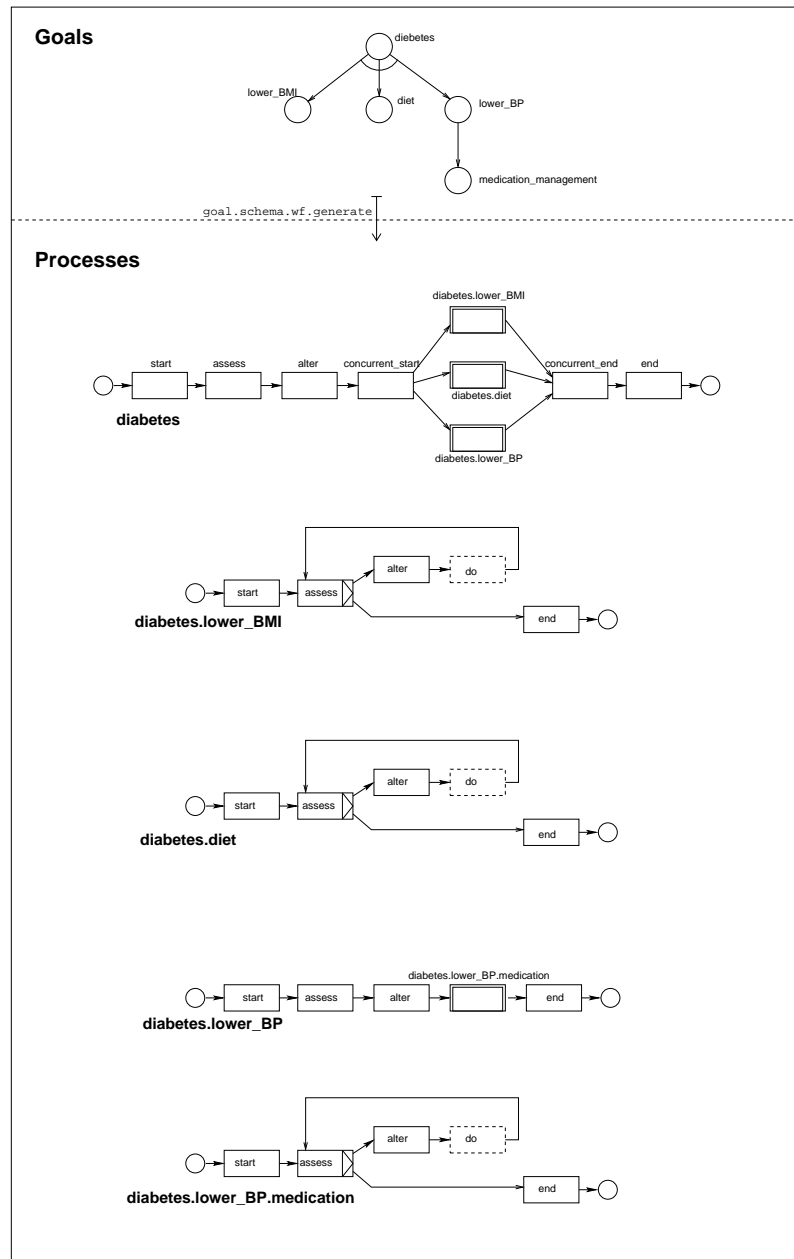 Goals
diebetes
lower_BMI
diet
lower_BP
medication_management
goal.schema.wf.generate
Processes
diabetes.lower_BMI
start assess alter concurrent_start concurrent_end end
diabetes.diet
diabetes
diabetes.lower_BP
alter do
start assess
end
diabetes.lower_BMI
alter do
start assess
end
diabetes.diet
diabetes.lower_BP.medication
start assess alter end
diabetes.lower_BP
alter do
start assess
end
diabetes.lower_BP.medication